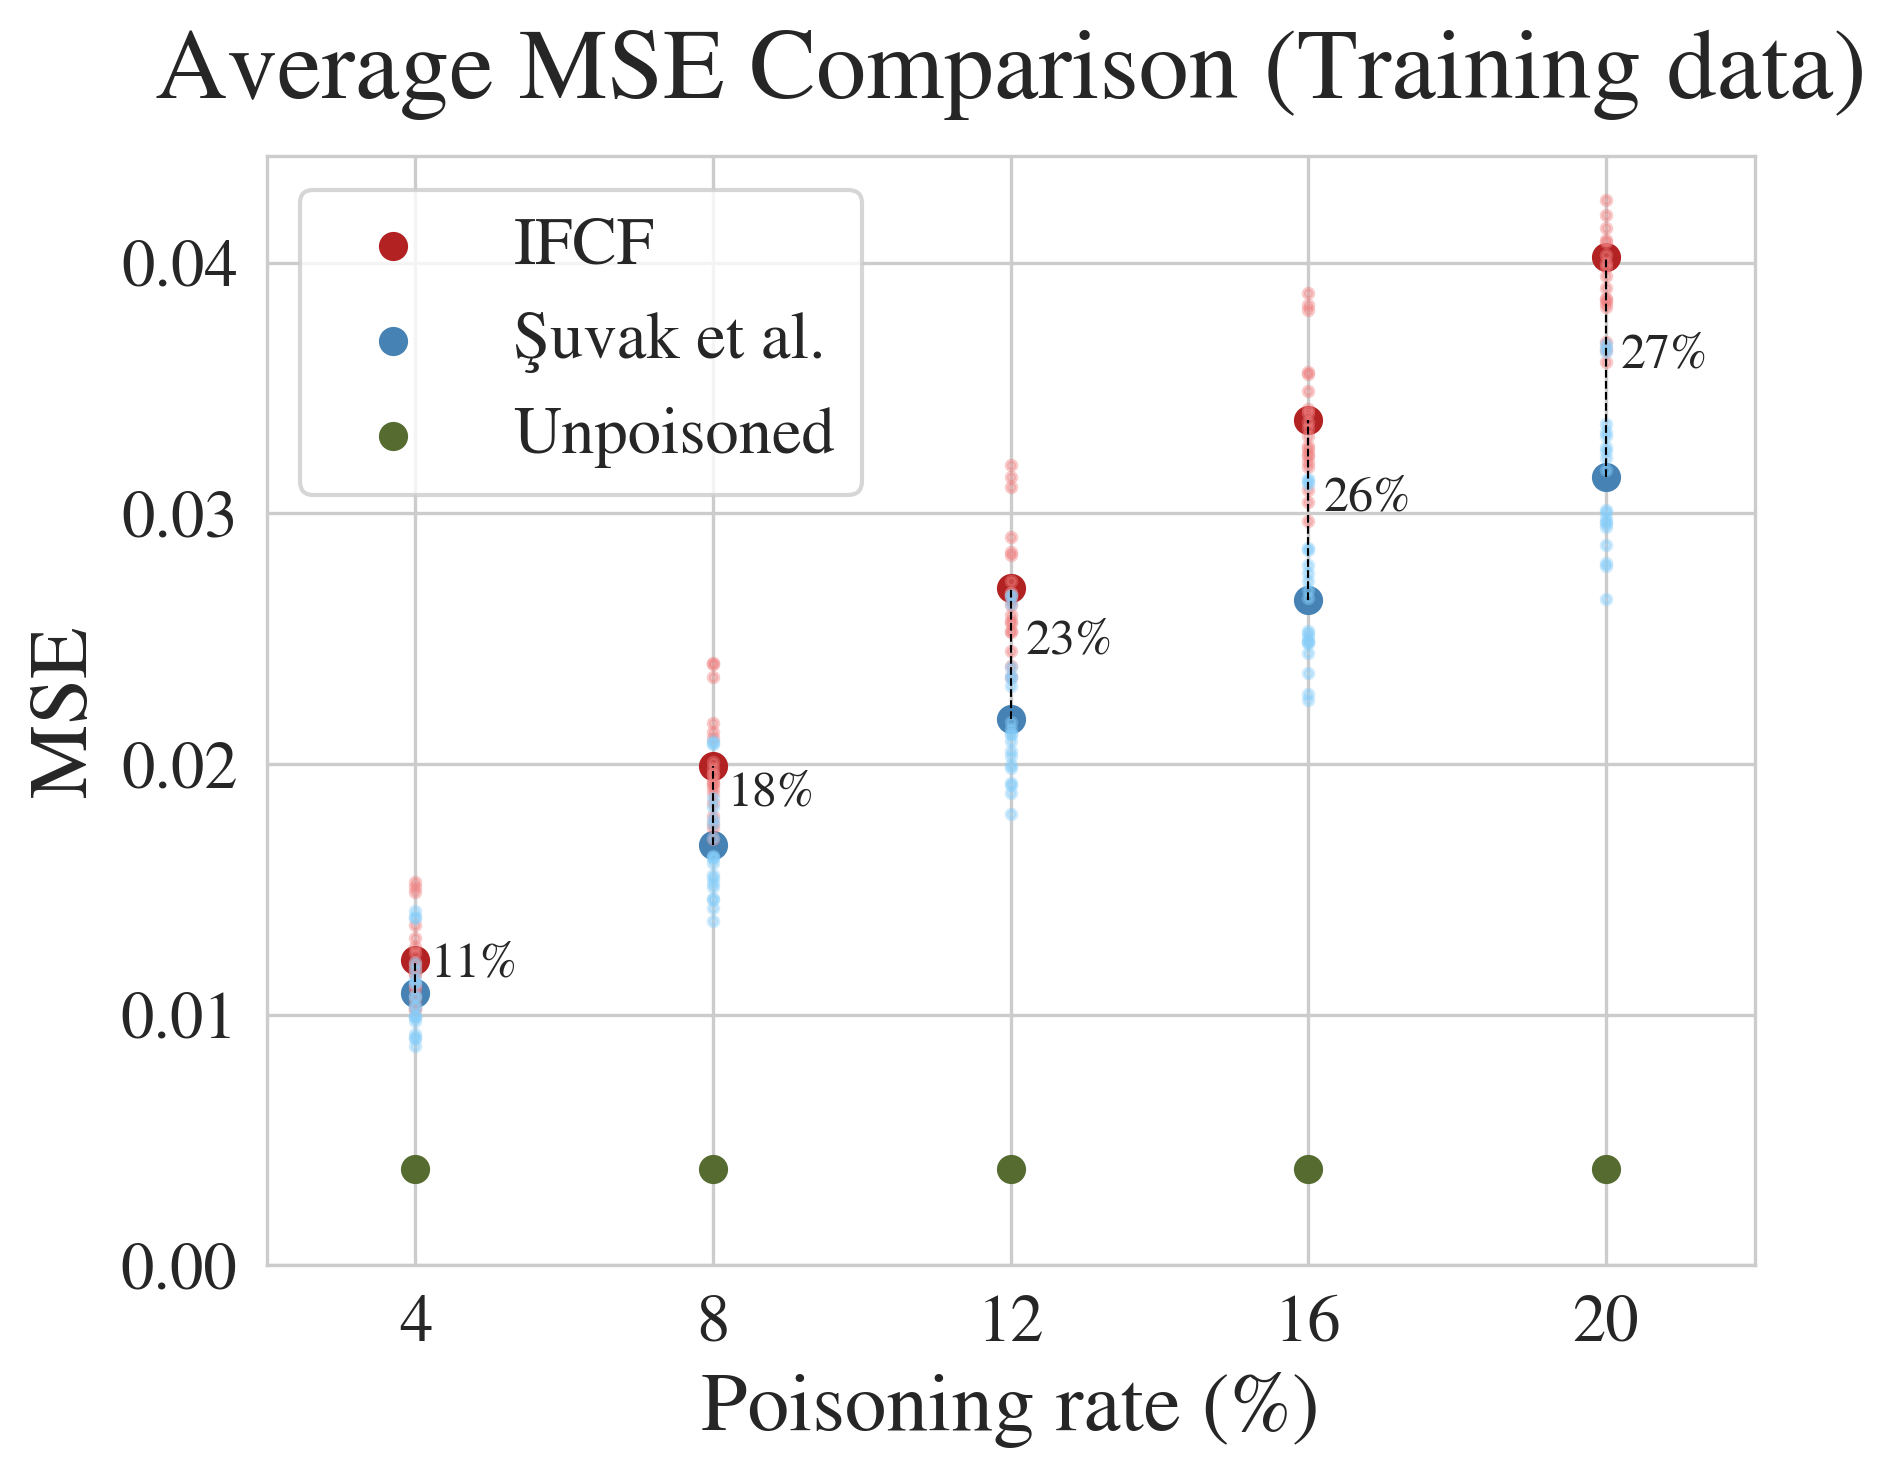 Average MSE Comparison (Training data)
IFCF
Şuvak et al.
Unpoisoned
MSE
0.04
0.03
0.02
0.01
0.00
11%
18%
23%
26%
27%
4 8 12 16 20
Poisoning rate (%)